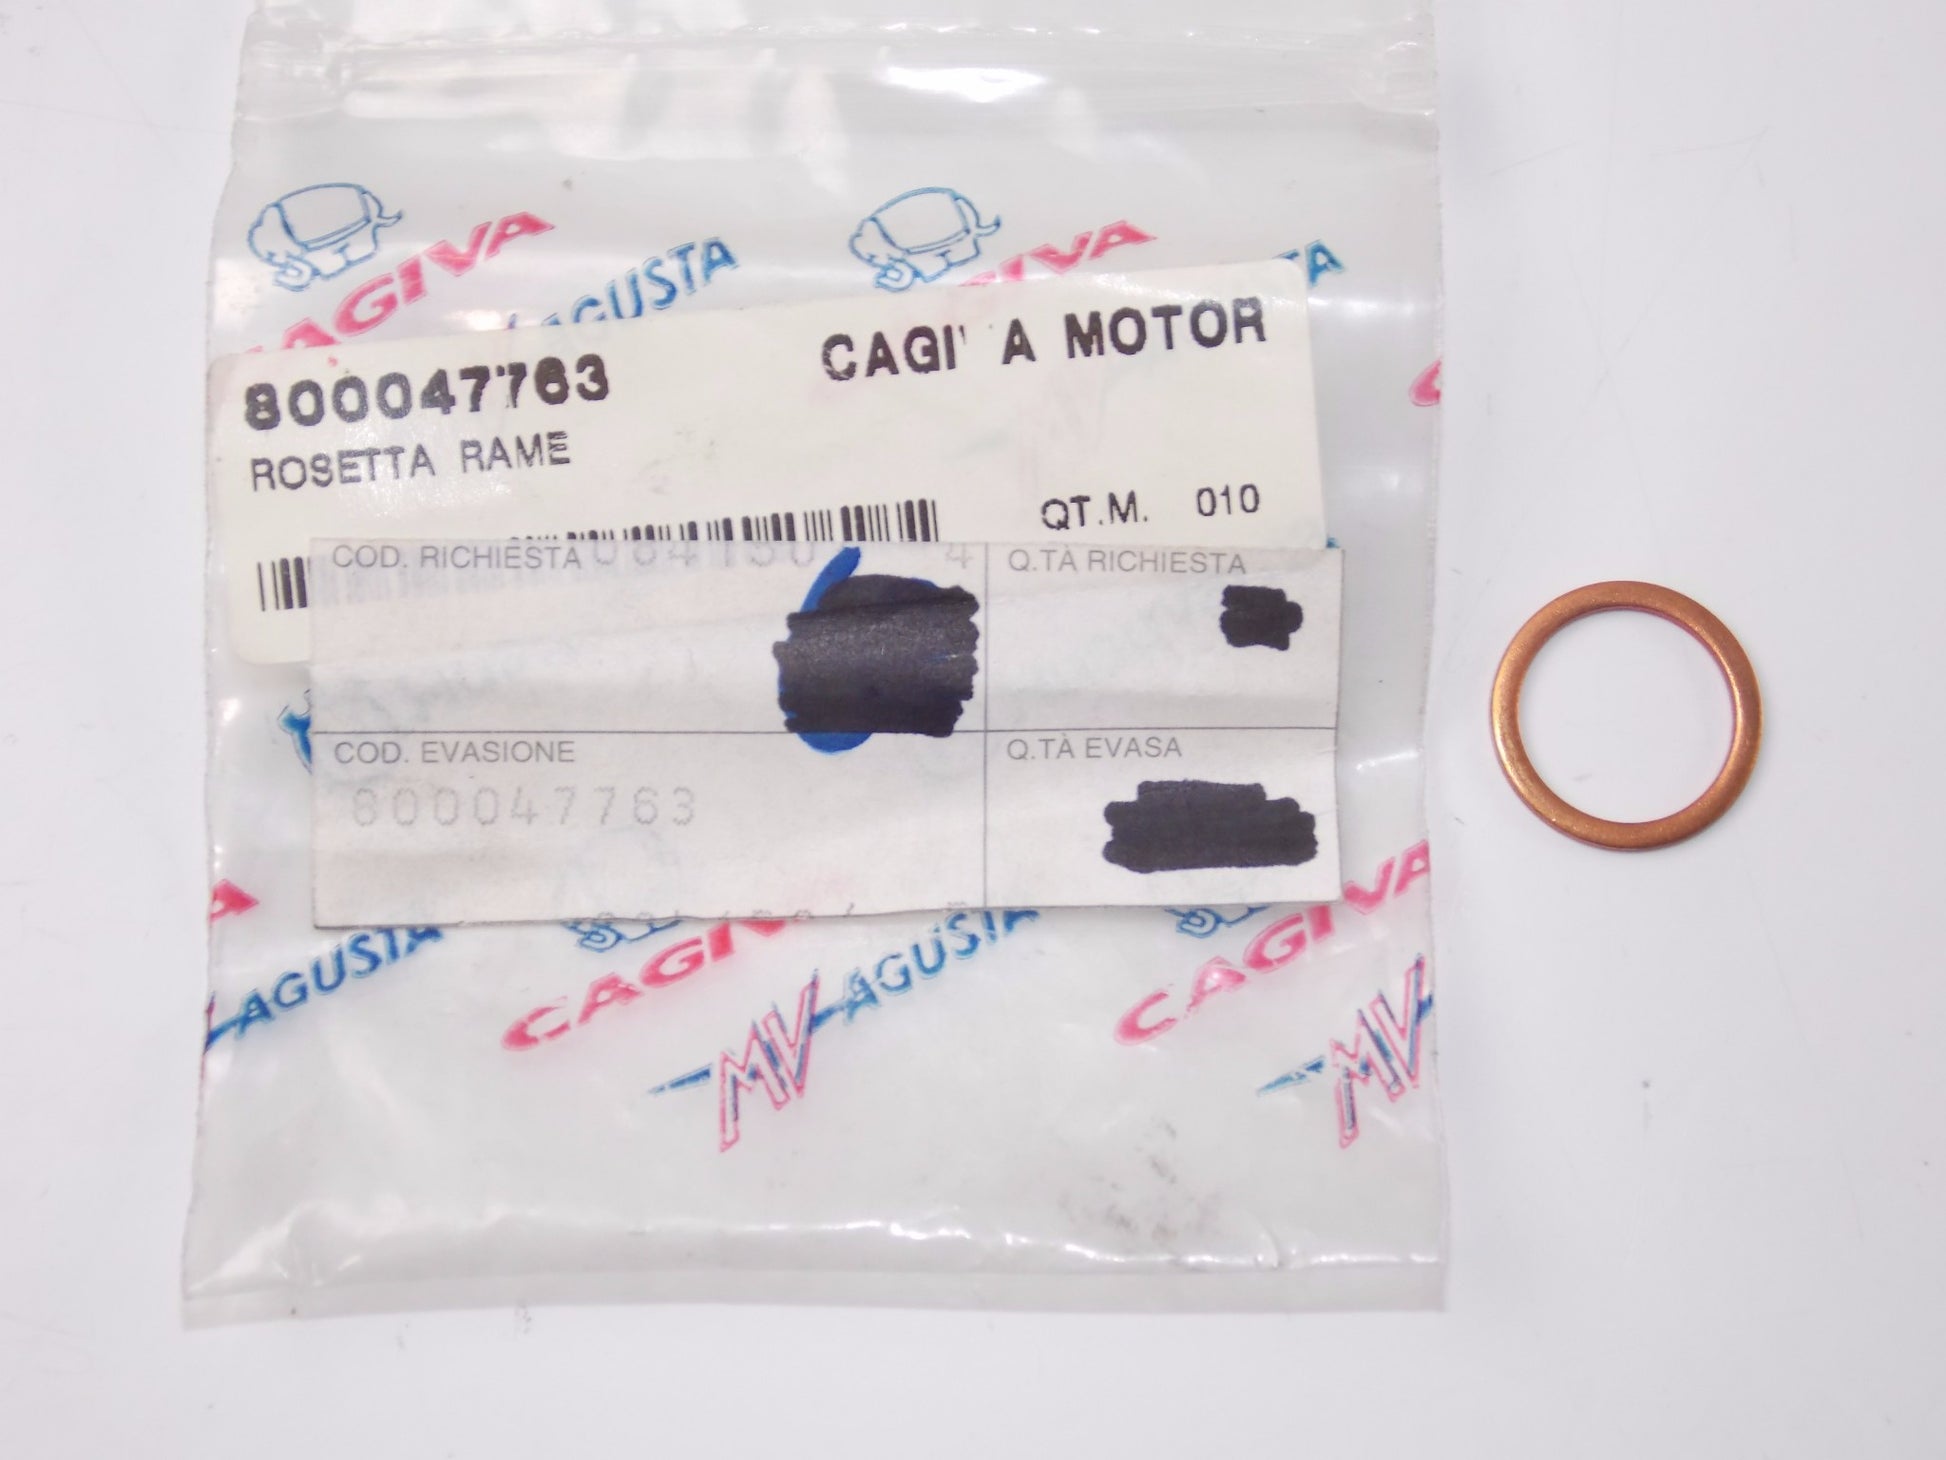 CAGIVA
AGUSTA
800047763 CAGI A MOTOR
ROSETTA RAME
QT.M. 010
COD. RICHIESTA
Q.TÀ RICHIESTA
COD. EVASIONE
Q.TÀ EVASA
800047763
AGUSTA CAGIVA MV AGUSTA CAGIVA MV